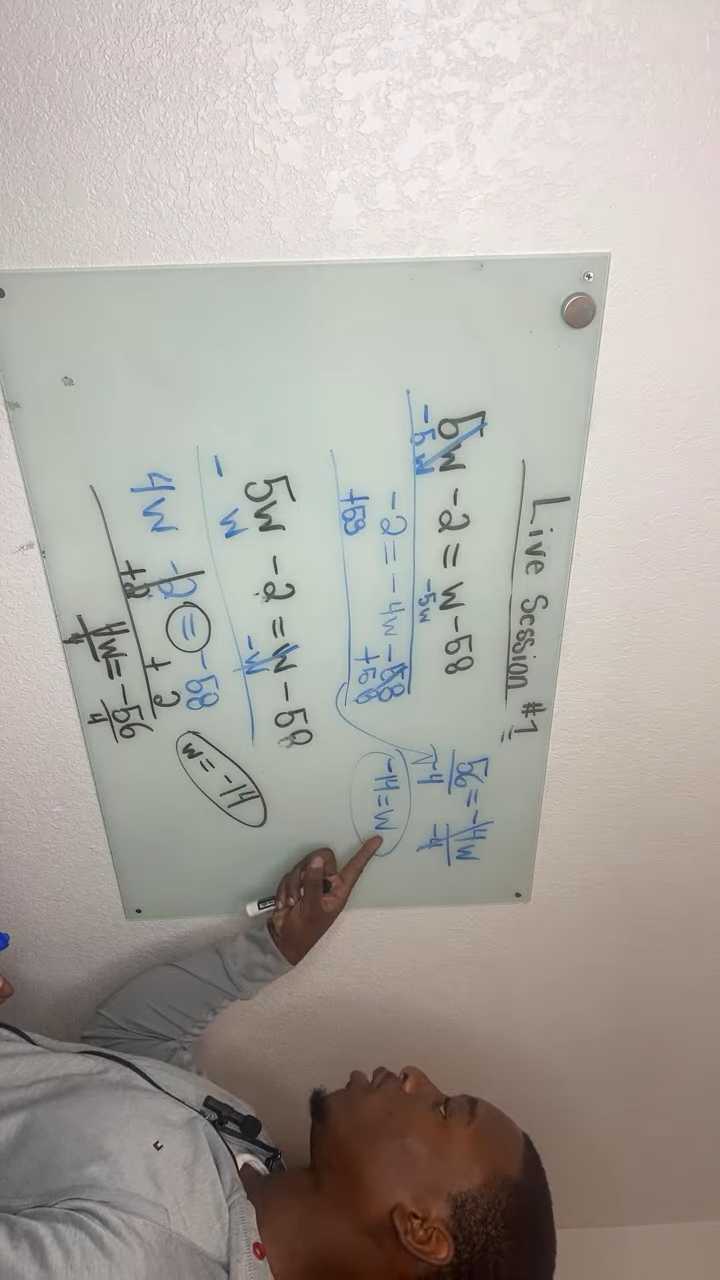 Live Session #1
5w - 2 = w - 58
-5w -5w
-2 = -4w - 58
+58 +58
56 = -4w
-4 -4
-14 = w
5w - 2 = w - 58
- w - w
4w - 2 = - 58
+2 + 2
4w = -56
4 4
w = -14